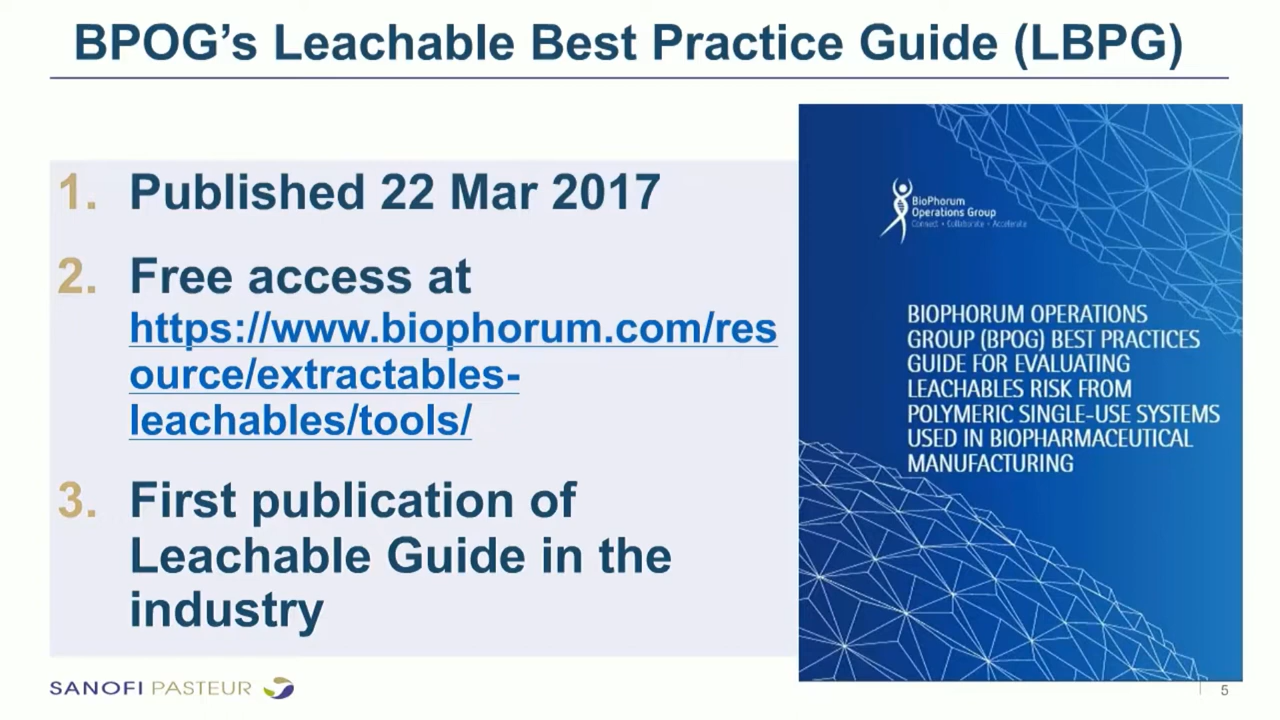 BPOG's Leachable Best Practice Guide (LBPG)
1. Published 22 Mar 2017
2. Free access at
https://www.biophorum.com/res
ource/extractables-
leachables/tools/
3. First publication of
Leachable Guide in the
industry
BioPhorum
Operations Group
Connect • Collaborate • Accelerate
BIOPHORUM OPERATIONS
GROUP (BPOG) BEST PRACTICES
GUIDE FOR EVALUATING
LEACHABLES RISK FROM
POLYMERIC SINGLE-USE SYSTEMS
USED IN BIOPHARMACEUTICAL
MANUFACTURING
SANOFI PASTEUR
5